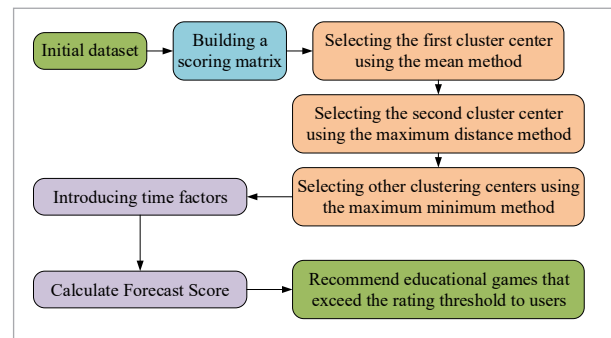 Initial dataset
Building a
scoring matrix
Selecting the first cluster center
using the mean method
Selecting the second cluster center
using the maximum distance method
Selecting other clustering centers using
the maximum minimum method
Introducing time factors
Calculate Forecast Score
Recommend educational games that
exceed the rating threshold to users